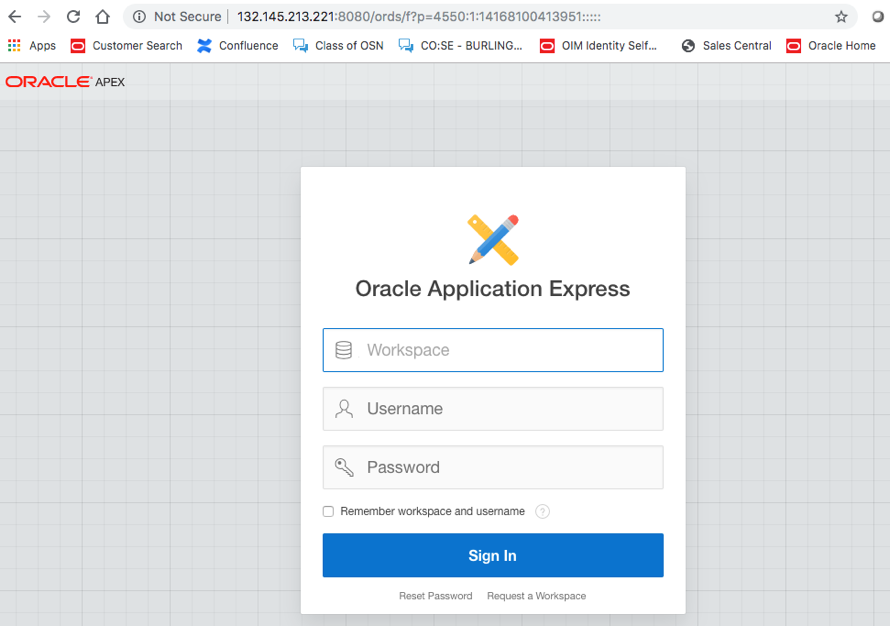 Not Secure | 132.145.213.221:8080/ords/f?p=4550:1:14168100413951:::::
Apps Customer Search Confluence Class of OSN CO:SE - BURLING... OIM Identity Self... Sales Central Oracle Home
ORACLE APEX
Oracle Application Express
Workspace
Username
Password
Remember workspace and username ?
Sign In
Reset Password Request a Workspace